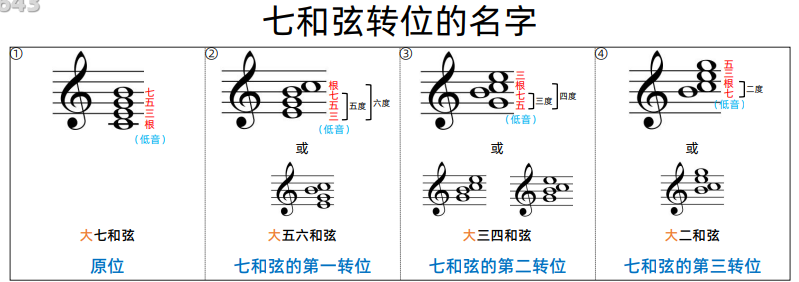 643
七和弦转位的名字
①
七
五
三
根
(低音)
大七和弦
原位
②
根
七
五
三
五度
六度
(低音)
或
大五六和弦
七和弦的第一转位
③
三
根
七
五
三度
四度
(低音)
或
大三四和弦
七和弦的第二转位
④
五
三
根
七
二度
(低音)
或
大二和弦
七和弦的第三转位